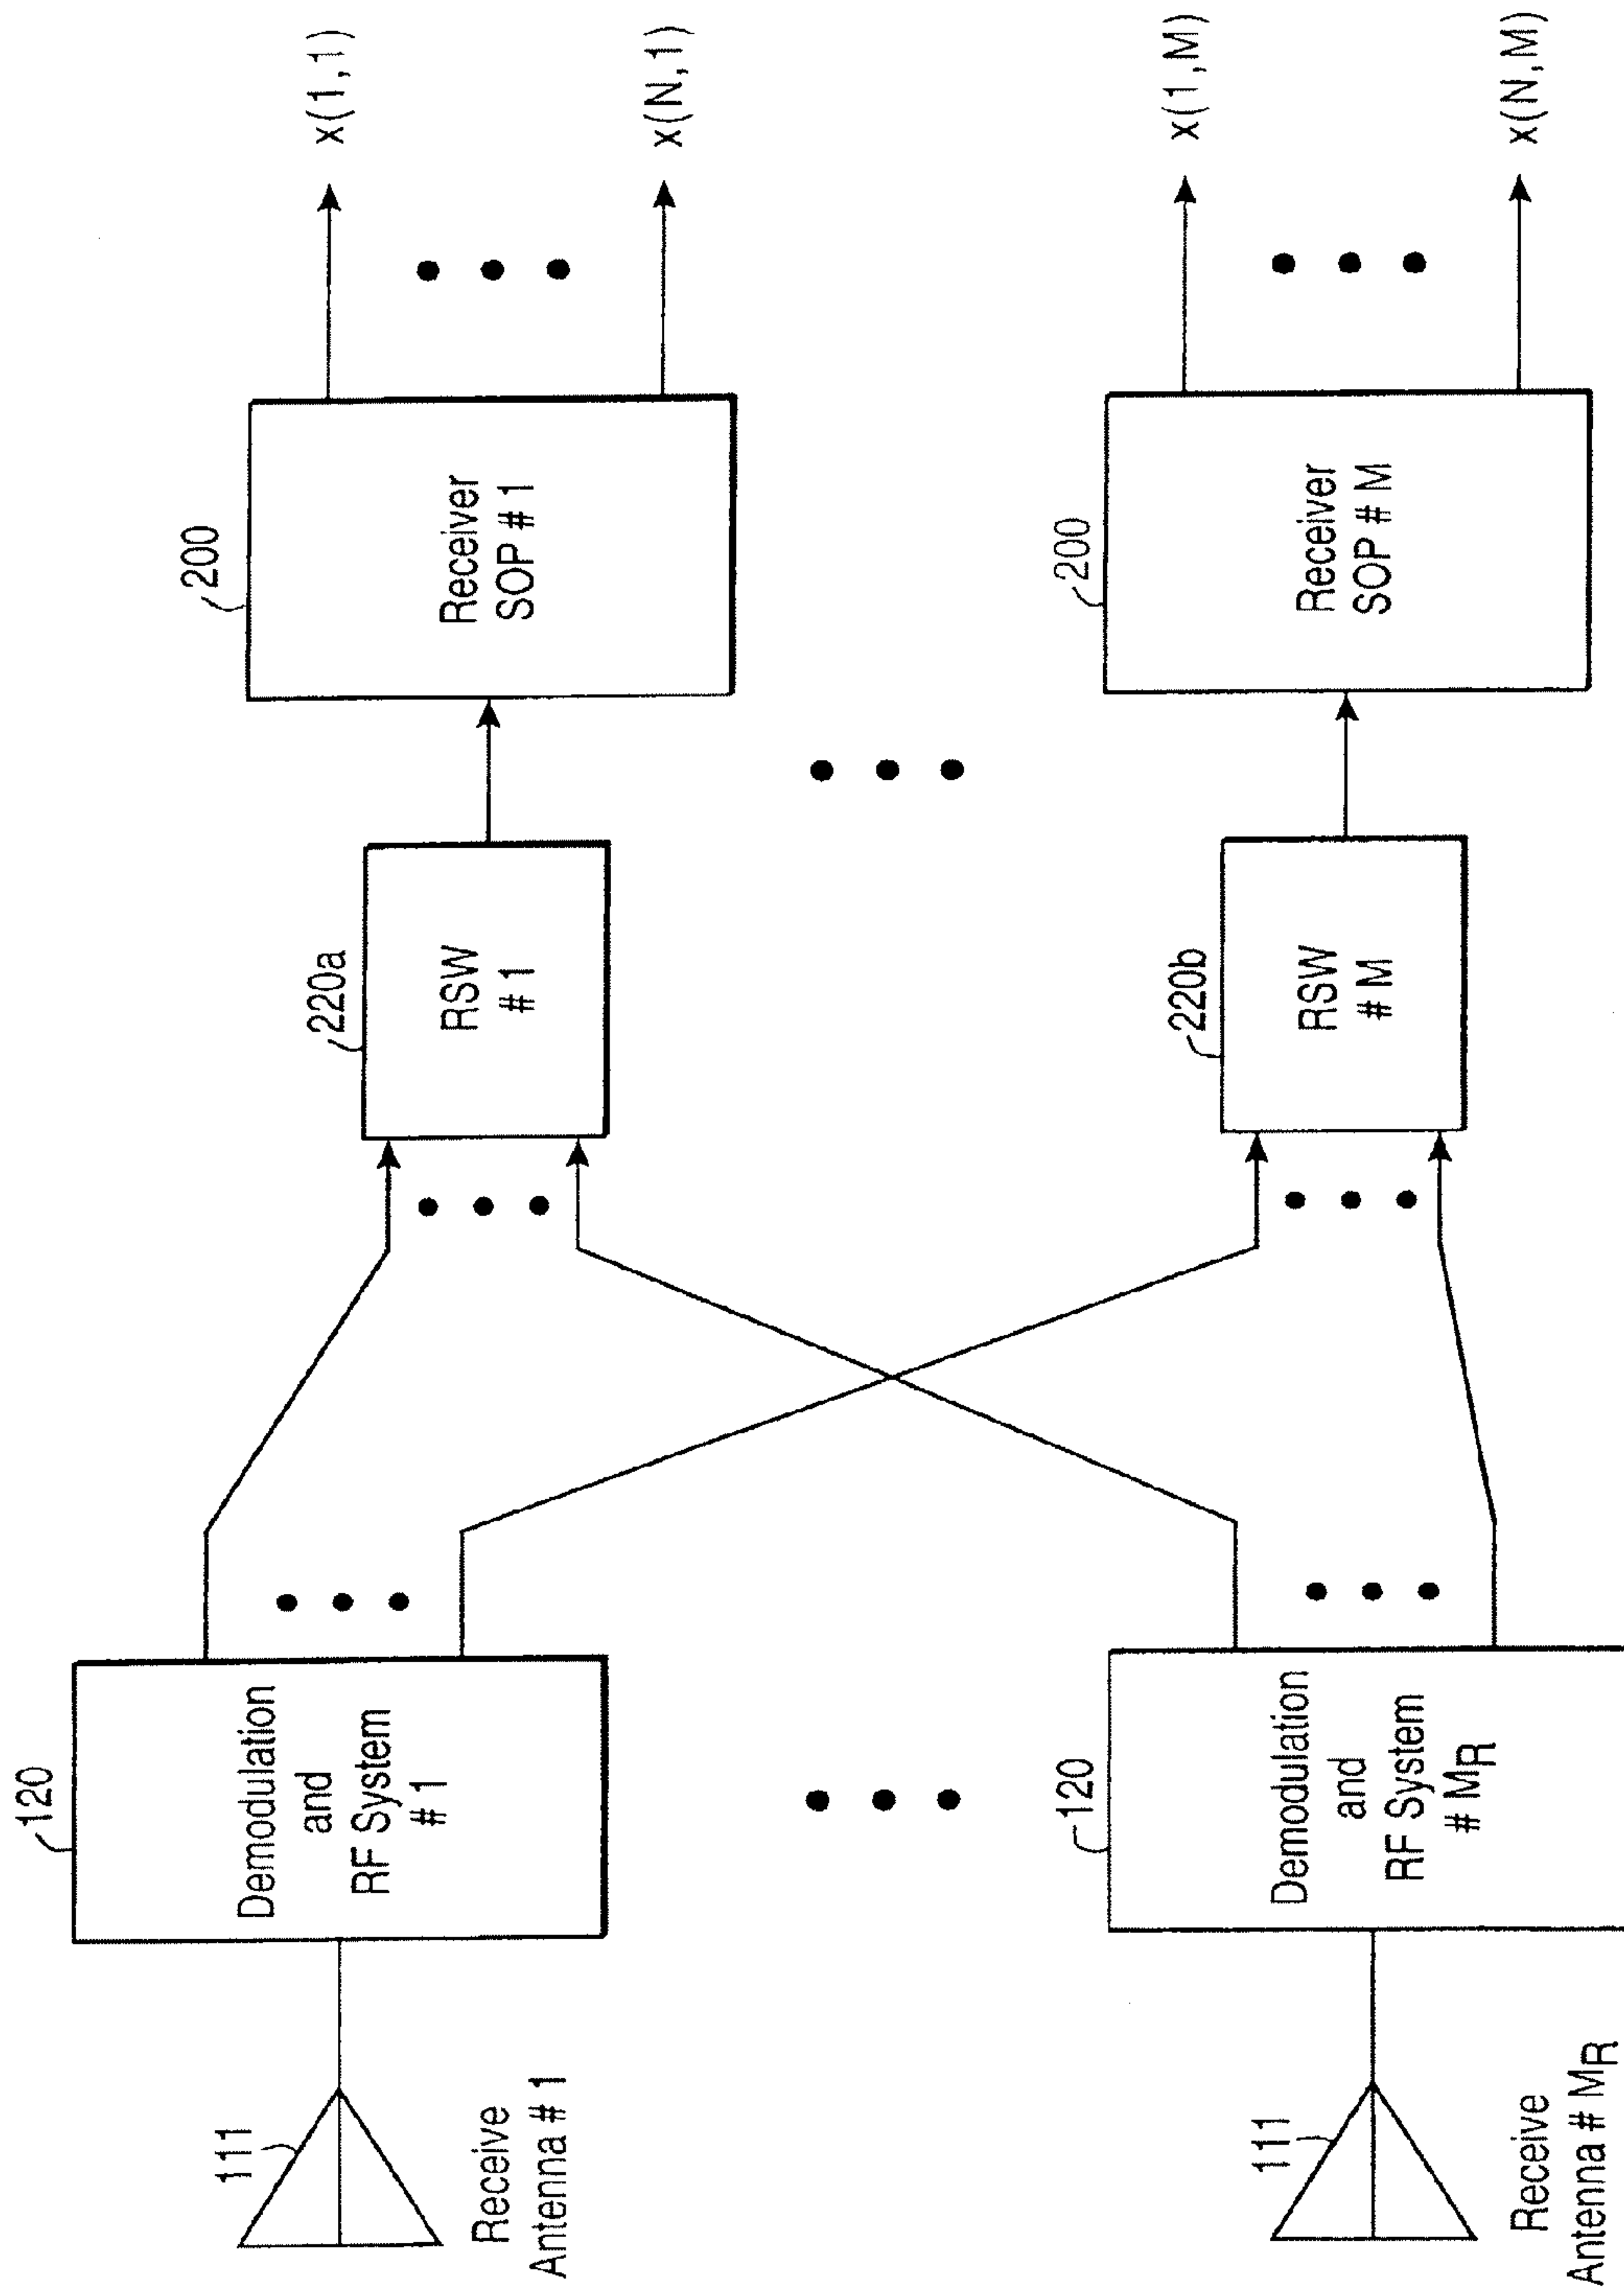 111
Receive
Antenna # 1
120
Demodulation
and
RF System
# 1
220a
RSW
# 1
200
Receiver
SOP # 1
x(1,1)
x(N,1)
111
Receive
Antenna # MR
120
Demodulation
and
RF System
# MR
220b
RSW
# M
200
Receiver
SOP # M
x(1,M)
x(N,M)